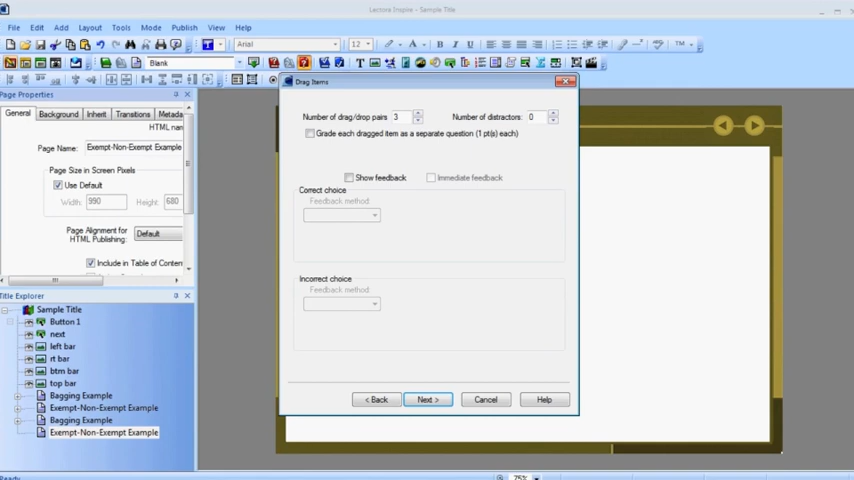 Lectora Inspire - Sample Title
File Edit Add Layout Tools Mode Publish View Help
Arial 12
B I U
TM
Blank
Page Properties
General Background Inherit Transitions Metada
HTML nam
Page Name: Exempt-Non-Exempt Example
Page Size in Screen Pixels
Use Default
Width: 990 Height: 680
Page Alignment for
HTML Publishing: Default
Include in Table of Conten
Title Explorer
Sample Title
Button 1
next
left bar
rt bar
btm bar
top bar
Bagging Example
Exempt-Non-Exempt Example
Bagging Example
Exempt-Non-Exempt Example
Drag Items
Number of drag/drop pairs 3 Number of distractors: 0
Grade each dragged item as a separate question (1 pt(s) each)
Show feedback Immediate feedback
Correct choice
Feedback method:
Incorrect choice
Feedback method:
< Back Next > Cancel Help
Ready
75%